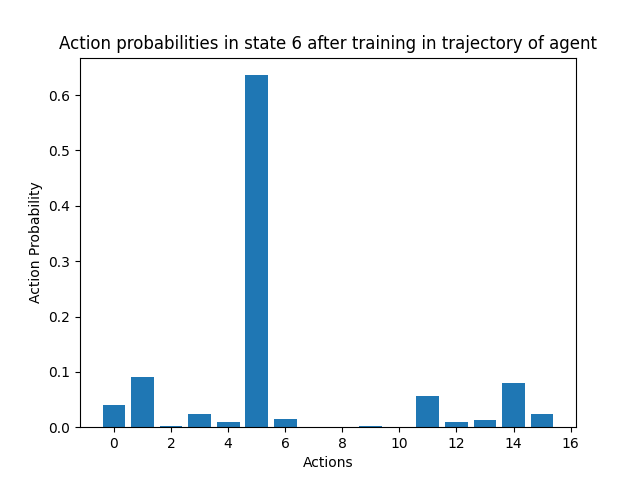 Action probabilities in state 6 after training in trajectory of agent
Action Probability
0.6
0.5
0.4
0.3
0.2
0.1
0.0
0 2 4 6 8 10 12 14 16
Actions